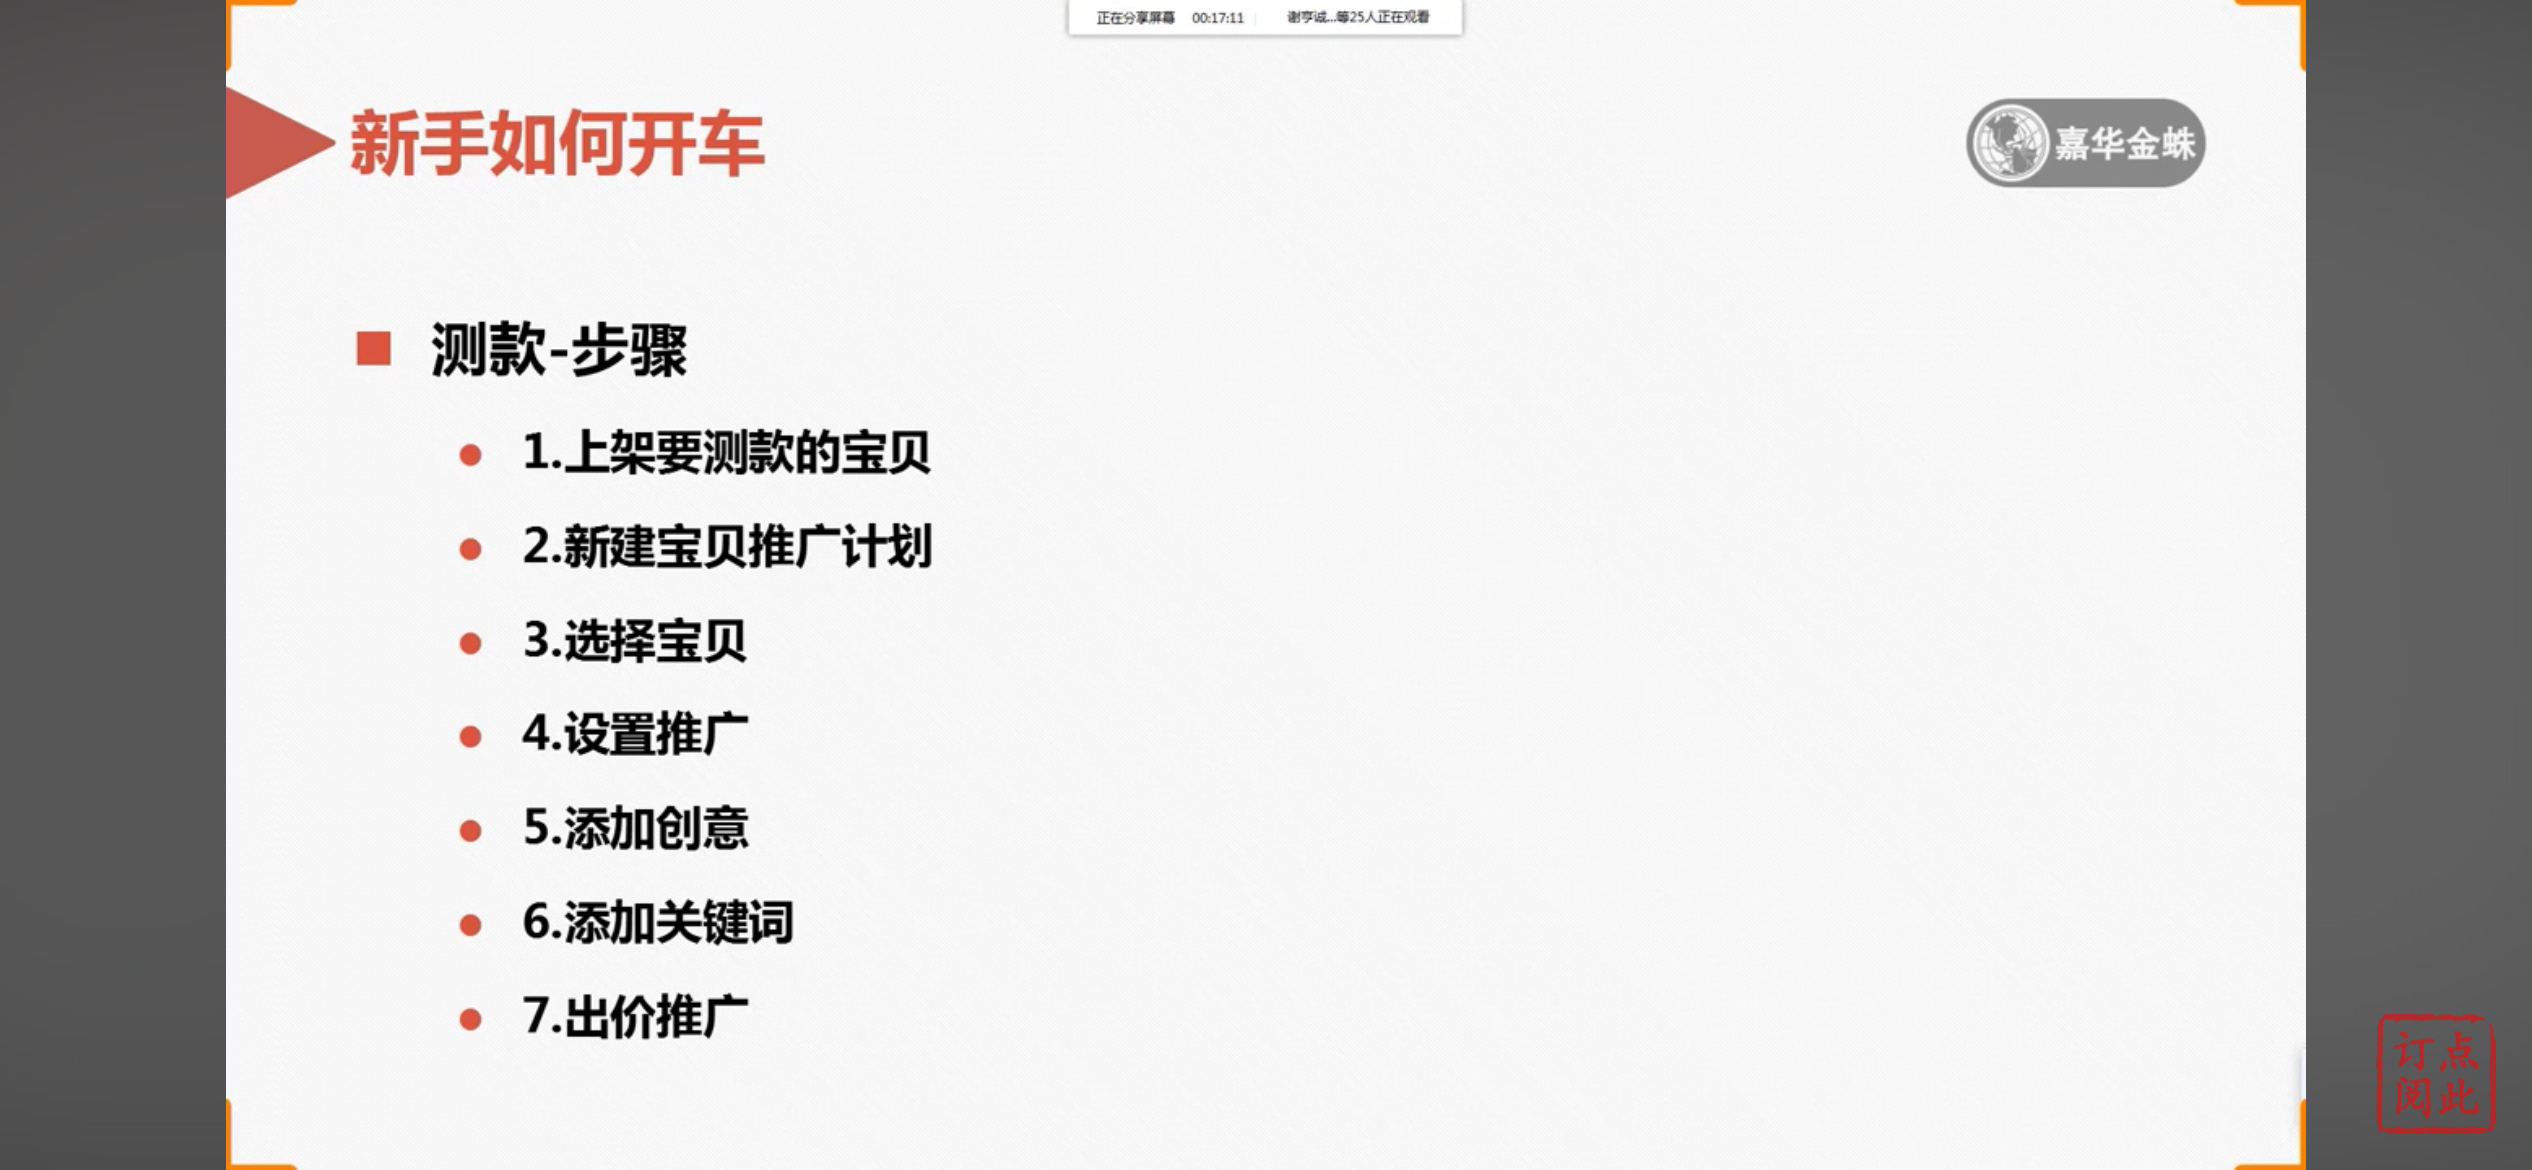 正在分享屏幕 00:17:11 谢亨诚...等25人正在观看
新手如何开车
嘉华金蛛
测款-步骤
1.上架要测款的宝贝
2.新建宝贝推广计划
3.选择宝贝
4.设置推广
5.添加创意
6.添加关键词
7.出价推广
订点
阅此